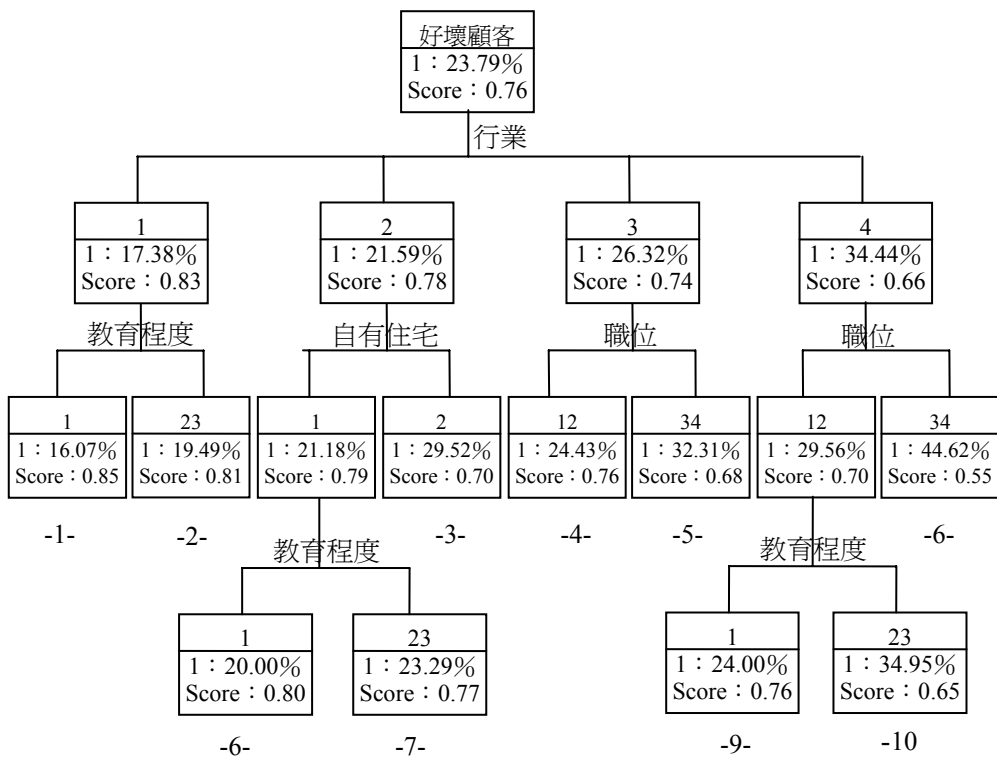 好壞顧客
1：23.79%
Score：0.76
行業
1
1：17.38%
Score：0.83
2
1：21.59%
Score：0.78
3
1：26.32%
Score：0.74
4
1：34.44%
Score：0.66
教育程度
自有住宅
職位
職位
1
1：16.07%
Score：0.85
23
1：19.49%
Score：0.81
1
1：21.18%
Score：0.79
2
1：29.52%
Score：0.70
12
1：24.43%
Score：0.76
34
1：32.31%
Score：0.68
12
1：29.56%
Score：0.70
34
1：44.62%
Score：0.55
-1-
-2-
-3-
-4-
-5-
-6-
教育程度
教育程度
1
1：20.00%
Score：0.80
23
1：23.29%
Score：0.77
1
1：24.00%
Score：0.76
23
1：34.95%
Score：0.65
-6-
-7-
-9-
-10